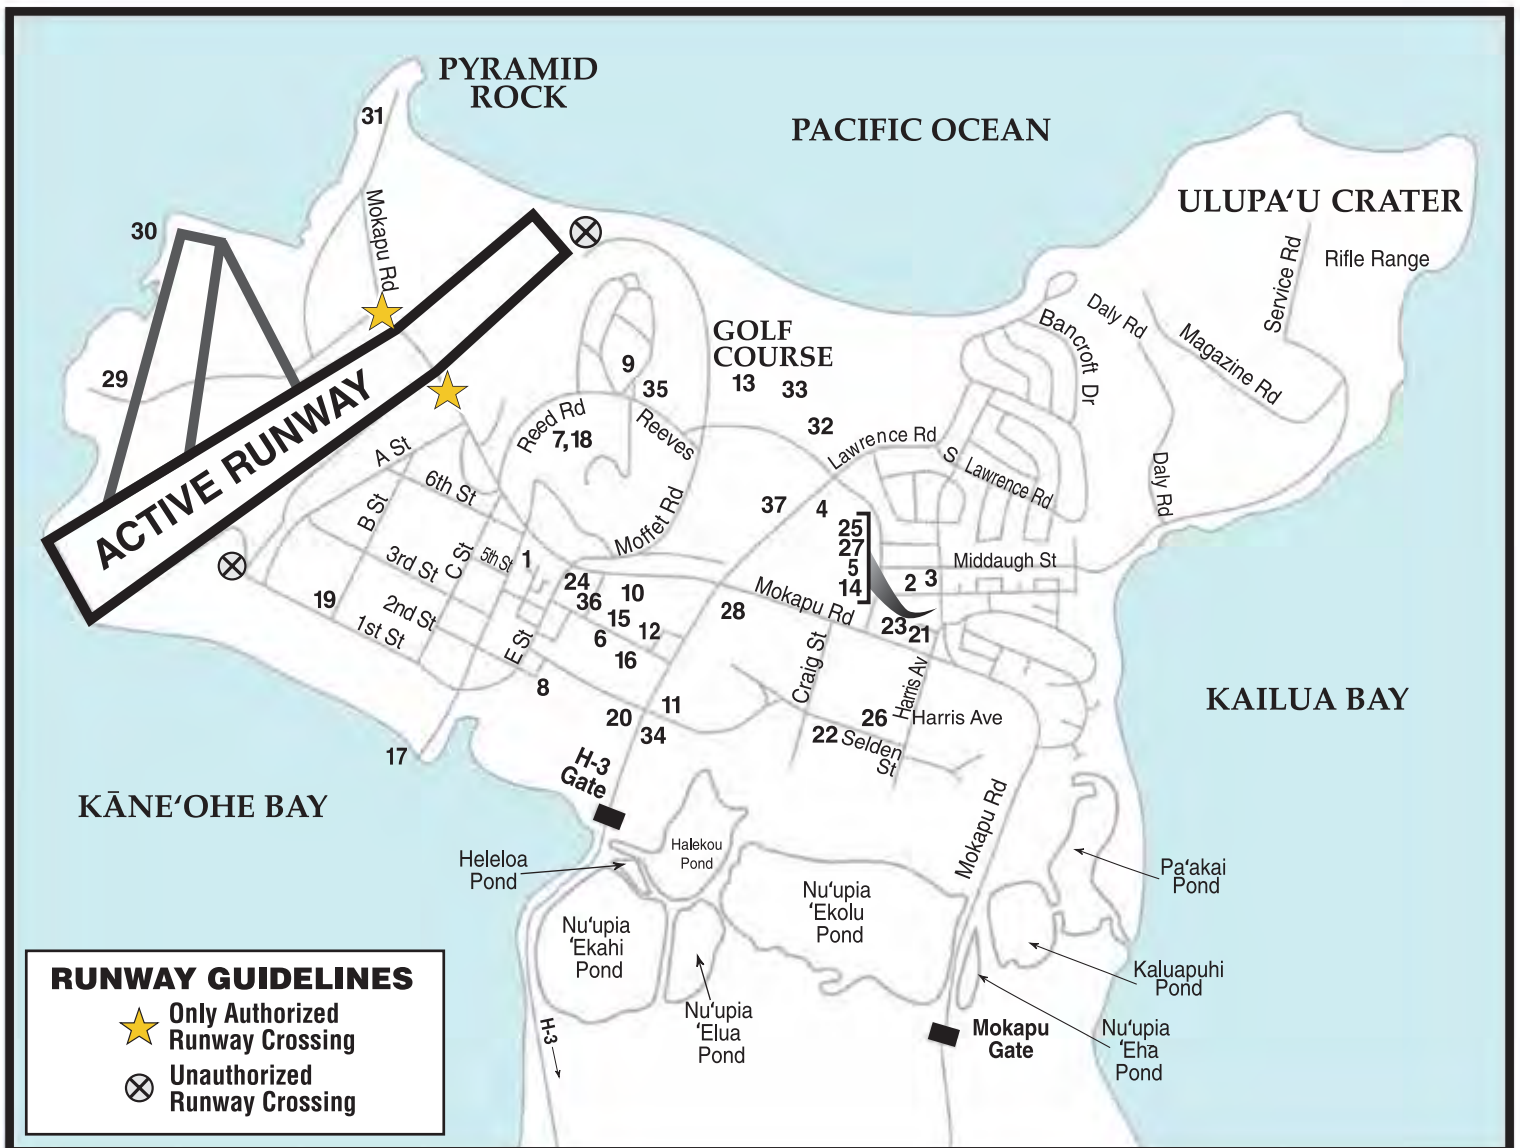 PYRAMID
ROCK
31
PACIFIC OCEAN
ULUPA‘U CRATER
30
Mokapu Rd
Service Rd
Rifle Range
Daly Rd
Bancroft Dr
Magazine Rd
GOLF
COURSE
29
9
35
13
33
ACTIVE RUNWAY
Reed Rd
7,18
Reeves
32
Lawrence Rd
S Lawrence Rd
A St
6th St
B St
Daly Rd
37
4
Moffet Rd
25
27
5
14
3rd St
C St
5th St
1
Middaugh St
2
3
24
36
10
Mokapu Rd
19
2nd St
1st St
15
28
6
12
23
21
E St
16
Craig St
Harris Av
8
11
20
34
26
Harris Ave
22
Selden
St
KAILUA BAY
17
H-3
Gate
KĀNE‘OHE BAY
Mokapu Rd
Heleloa
Pond
Halekou
Pond
Pa‘akai
Pond
Nu‘upia
‘Ekolu
Pond
Nu‘upia
‘Ekahi
Pond
Kaluapuhi
Pond
Nu‘upia
‘Elua
Pond
H-3
Mokapu
Gate
Nu‘upia
‘Eha
Pond
RUNWAY GUIDELINES
Only Authorized
Runway Crossing
Unauthorized
Runway Crossing